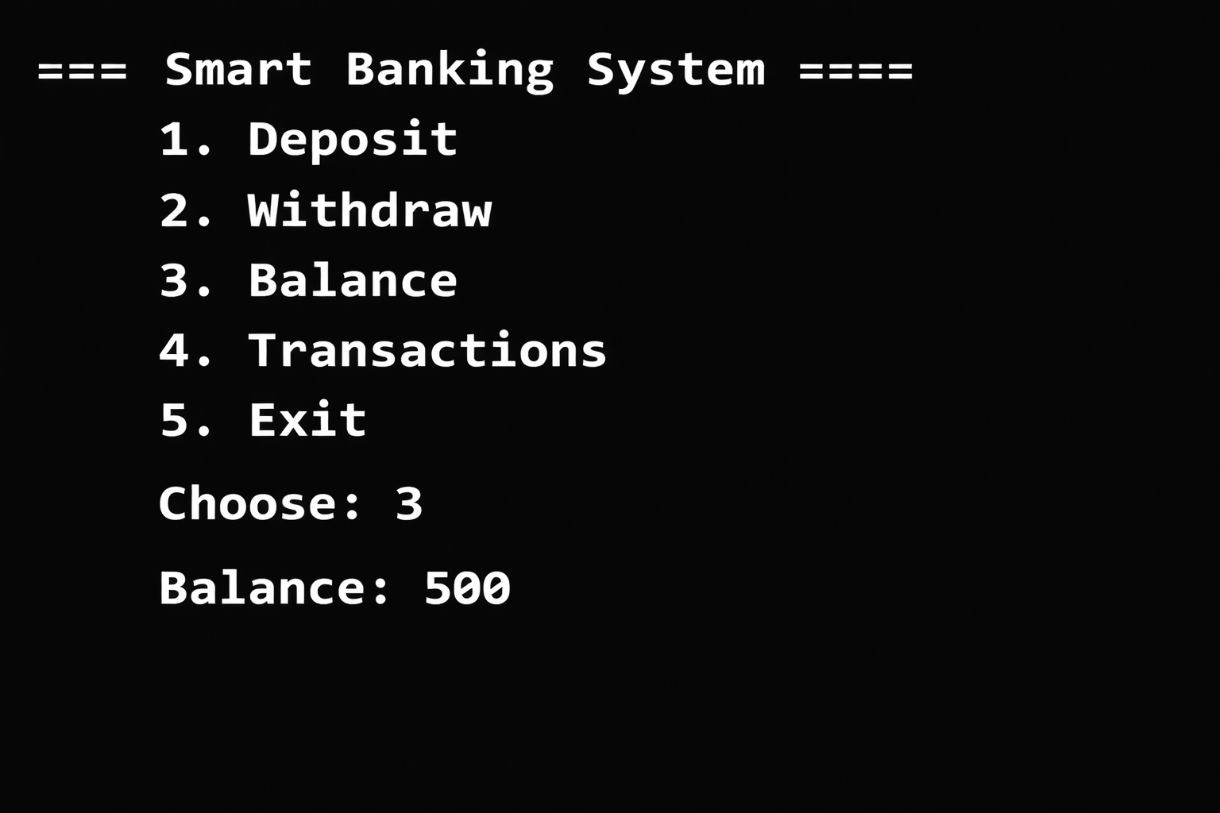 === Smart Banking System ====
1. Deposit
2. Withdraw
3. Balance
4. Transactions
5. Exit
Choose: 3
Balance: 500